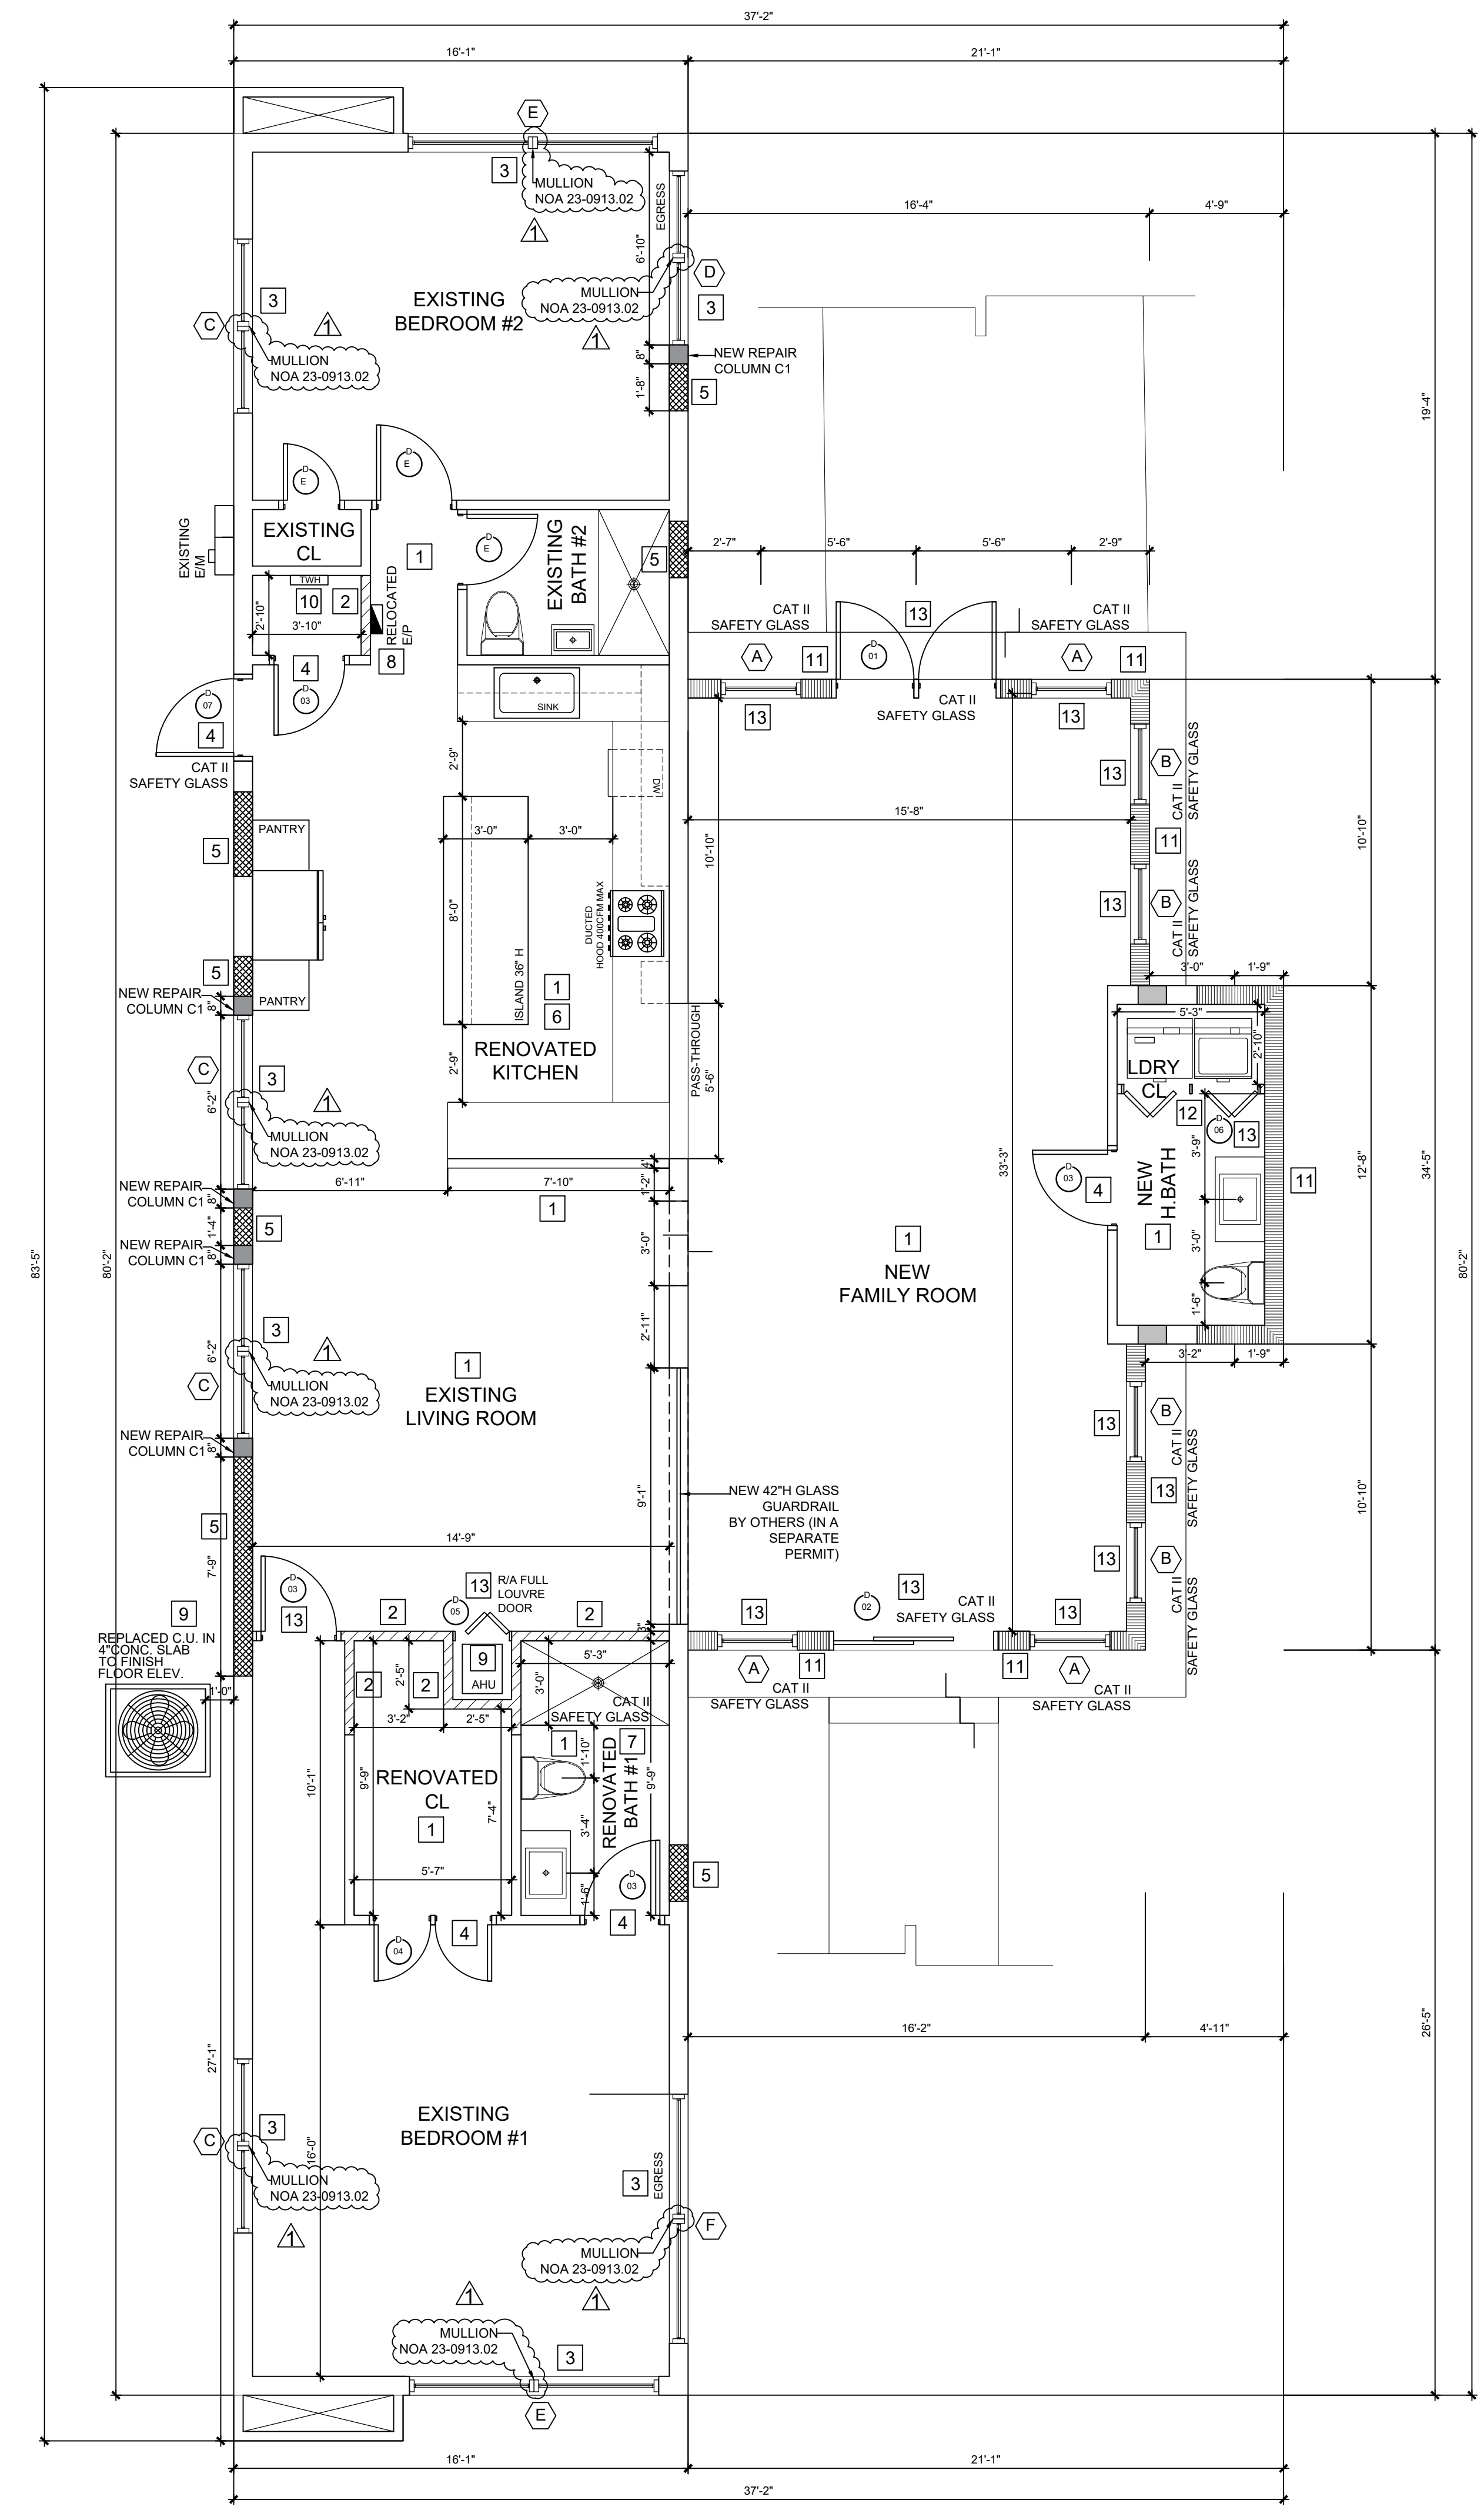 37'-2"
16'-1"
21'-1"
E
3
MULLION
NOA 23-0913.02
1
EGRESS
6'-10"
16'-4"
4'-9"
D
3
MULLION
NOA 23-0913.02
1
EXISTING
BEDROOM #2
3
C
1
MULLION
NOA 23-0913.02
8"
NEW REPAIR
COLUMN C1
1'-8"
5
19'-4"
D
E
D
E
EXISTING
E/M
EXISTING
CL
1
D
E
EXISTING
BATH #2
5
2'-7"
5'-6"
5'-6"
2'-9"
TWH
10
2
2'-10"
3'-10"
RELOCATED
E/P
8
4
D
03
D
07
4
CAT II
SAFETY GLASS
SINK
CAT II
SAFETY GLASS
13
CAT II
SAFETY GLASS
A
11
D
01
A
11
13
CAT II
SAFETY GLASS
13
2'-9"
DW
13
B
CAT II
SAFETY GLASS
15'-8"
3'-0"
3'-0"
10'-10"
11
10'-10"
PANTRY
5
8'-0"
DUCTED
HOOD 400CFM MAX
13
B
CAT II
SAFETY GLASS
ISLAND 36" H
5
PANTRY
NEW REPAIR
COLUMN C1
8"
1
6
3'-0"
1'-9"
5'-3"
2'-10"
LDRY
CL
RENOVATED
KITCHEN
2'-9"
PASS-THROUGH
5'-6"
C
3
6'-2"
1
MULLION
NOA 23-0913.02
12
D
06
13
3'-9"
33'-3"
4"
1'-2"
6'-11"
7'-10"
1
NEW REPAIR
COLUMN C1
8"
1'-4"
5
NEW REPAIR
COLUMN C1
8"
3'-0"
D
03
4
NEW
H.BATH
1
11
12'-8"
34'-5"
3'-0"
1'-6"
83'-5"
80'-2"
80'-2"
1
NEW
FAMILY ROOM
2'-11"
3
6'-2"
C
1
MULLION
NOA 23-0913.02
1
EXISTING
LIVING ROOM
3'-2"
1'-9"
NEW REPAIR
COLUMN C1
8"
13
B
CAT II
SAFETY GLASS
9'-1"
NEW 42"H GLASS
GUARDRAIL
BY OTHERS (IN A
SEPARATE
PERMIT)
13
10'-10"
5
7'-9"
14'-9"
13
B
CAT II
SAFETY GLASS
D
03
13
2
D
05
13
R/A FULL
LOUVRE
DOOR
2
3"
13
D
02
13
CAT II
SAFETY GLASS
13
9
REPLACED C.U. IN
4"CONC. SLAB
TO FINISH
FLOOR ELEV.
1'-0"
2
2'-5"
2
9
AHU
5'-3"
3'-0"
A
11
11
A
CAT II
SAFETY GLASS
CAT II
SAFETY GLASS
CAT II
SAFETY GLASS
3'-2"
2'-5"
1
7
1'-10"
RENOVATED
BATH #1
9'-9"
10'-1"
9'-9"
RENOVATED
CL
1
7'-4"
3'-4"
5'-7"
1'-6"
D
03
5
4
4
D
04
16'-2"
4'-11"
26'-5"
27'-1"
EXISTING
BEDROOM #1
3
C
16'-0"
MULLION
NOA 23-0913.02
1
3
EGRESS
F
MULLION
NOA 23-0913.02
1
1
MULLION
NOA 23-0913.02
3
E
16'-1"
21'-1"
37'-2"